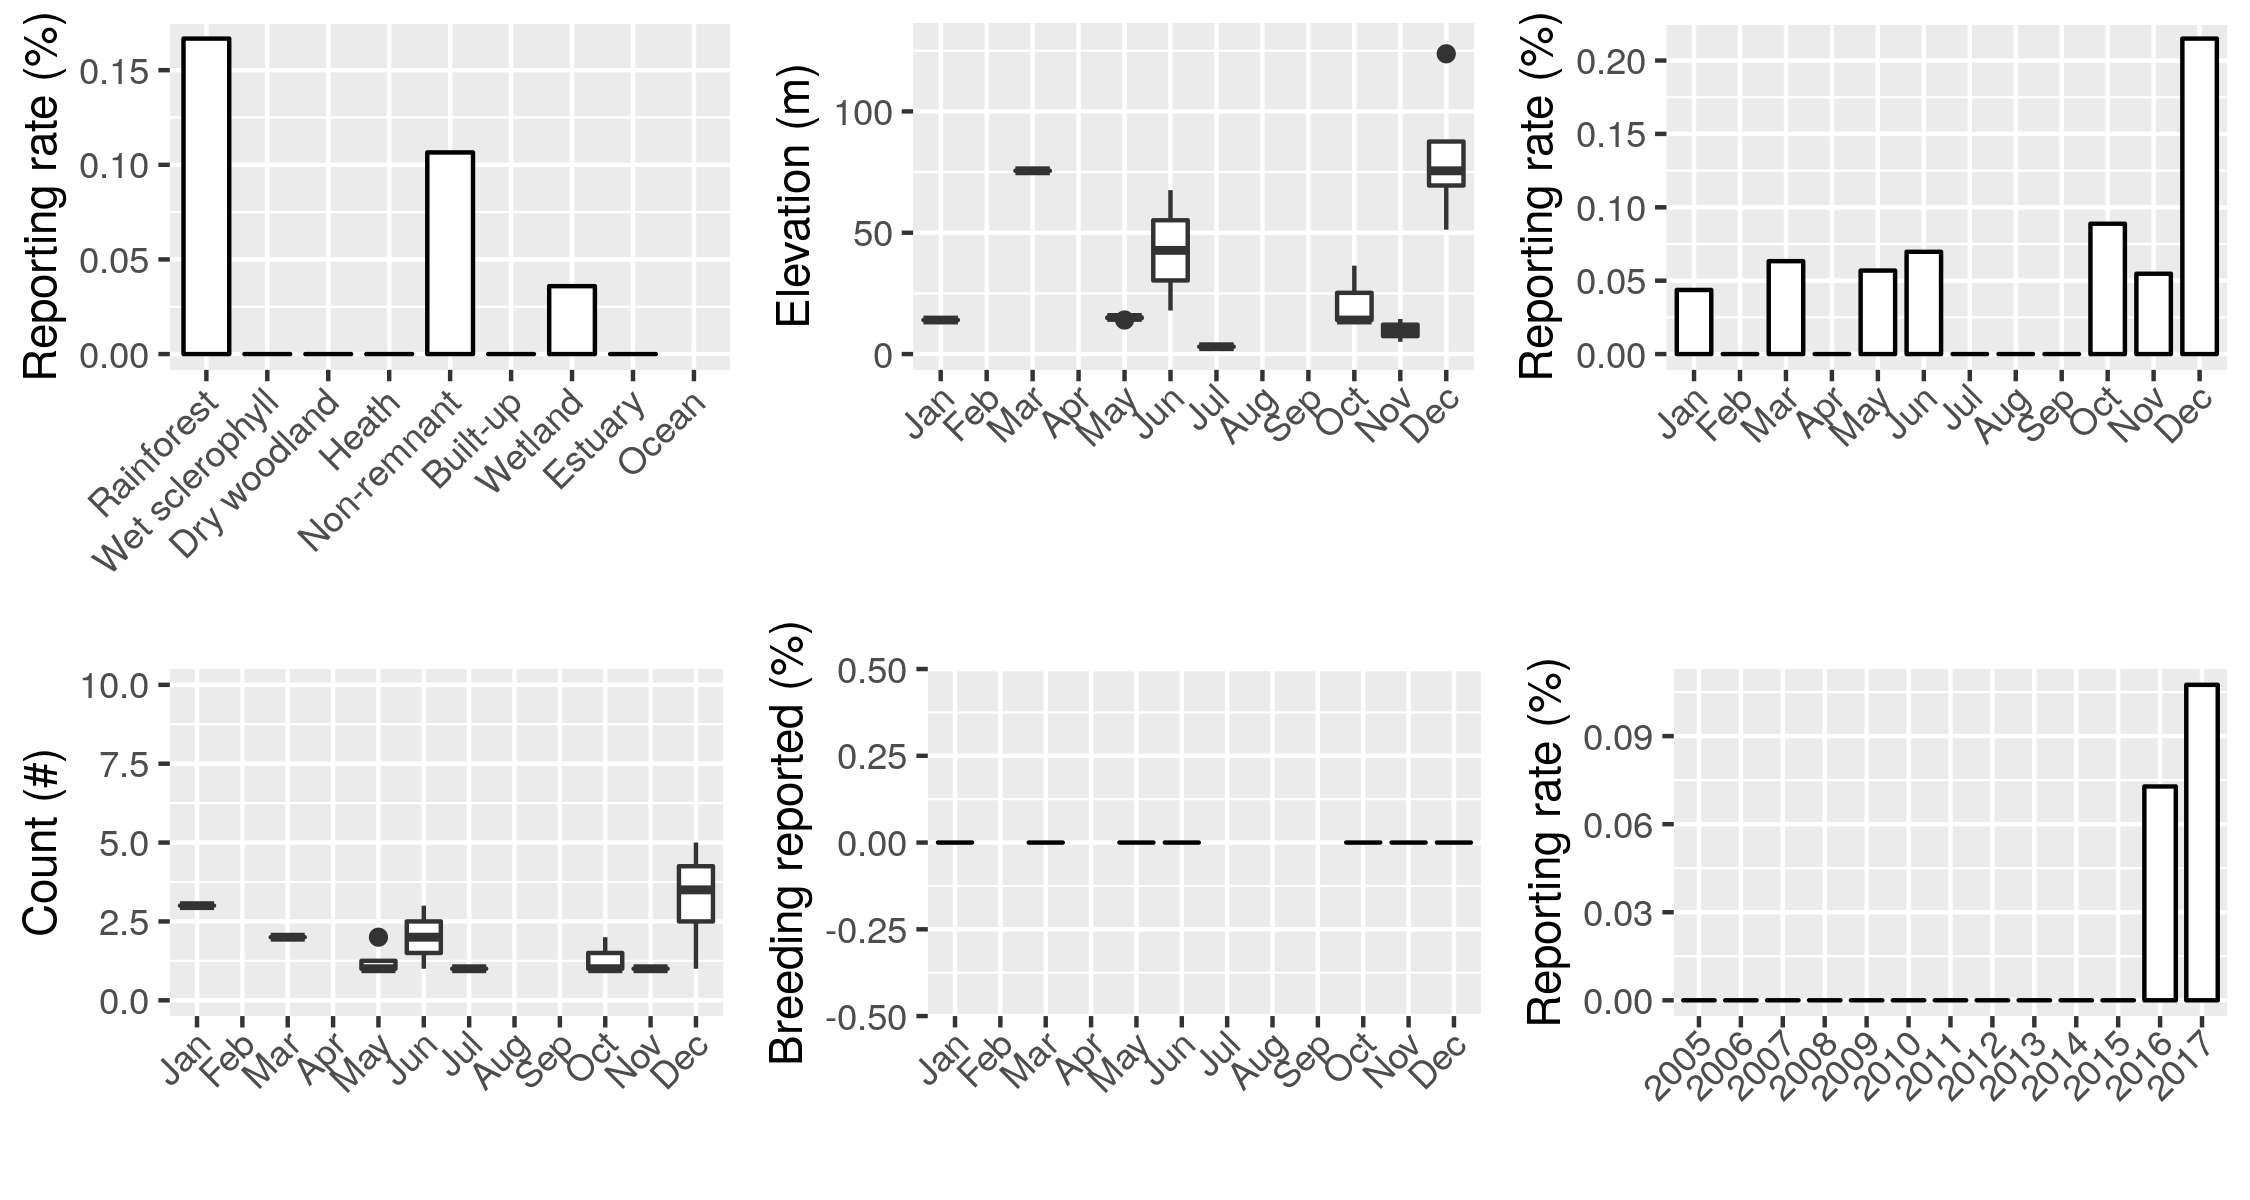 Reporting rate (%)
0.15
0.10
0.05
0.00
Rainforest
Wet sclerophyll
Dry woodland
Heath
Non-remnant
Built-up
Wetland
Estuary
Ocean
Elevation (m)
100
50
0
Jan
Feb
Mar
Apr
May
Jun
Jul
Aug
Sep
Oct
Nov
Dec
Reporting rate (%)
0.20
0.15
0.10
0.05
0.00
Jan
Feb
Mar
Apr
May
Jun
Jul
Aug
Sep
Oct
Nov
Dec
Count (#)
10.0
7.5
5.0
2.5
0.0
Jan
Feb
Mar
Apr
May
Jun
Jul
Aug
Sep
Oct
Nov
Dec
Breeding reported (%)
0.50
0.25
0.00
-0.25
-0.50
Jan
Feb
Mar
Apr
May
Jun
Jul
Aug
Sep
Oct
Nov
Dec
Reporting rate (%)
0.09
0.06
0.03
0.00
2005
2006
2007
2008
2009
2010
2011
2012
2013
2014
2015
2016
2017